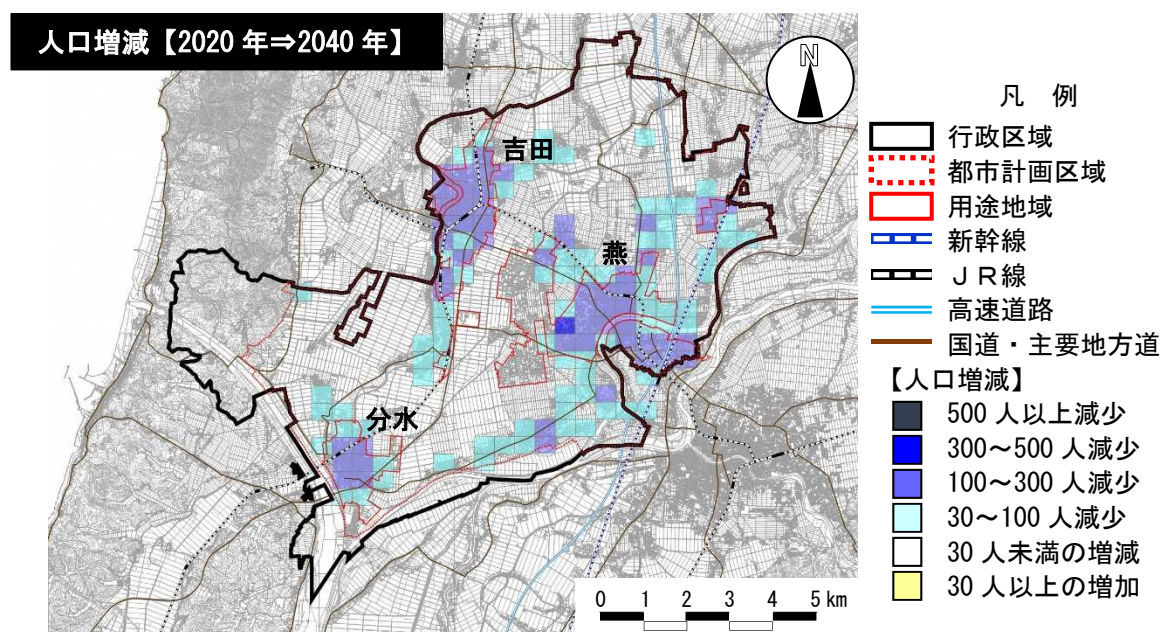 人口増減【2020年⇒2040年】
N
吉田
燕
分水
0 1 2 3 4 5 km
凡 例
行政区域
都市計画区域
用途地域
新幹線
ＪＲ線
高速道路
国道・主要地方道
【人口増減】
500人以上減少
300～500人減少
100～300人減少
30～100人減少
30人未満の増減
30人以上の増加